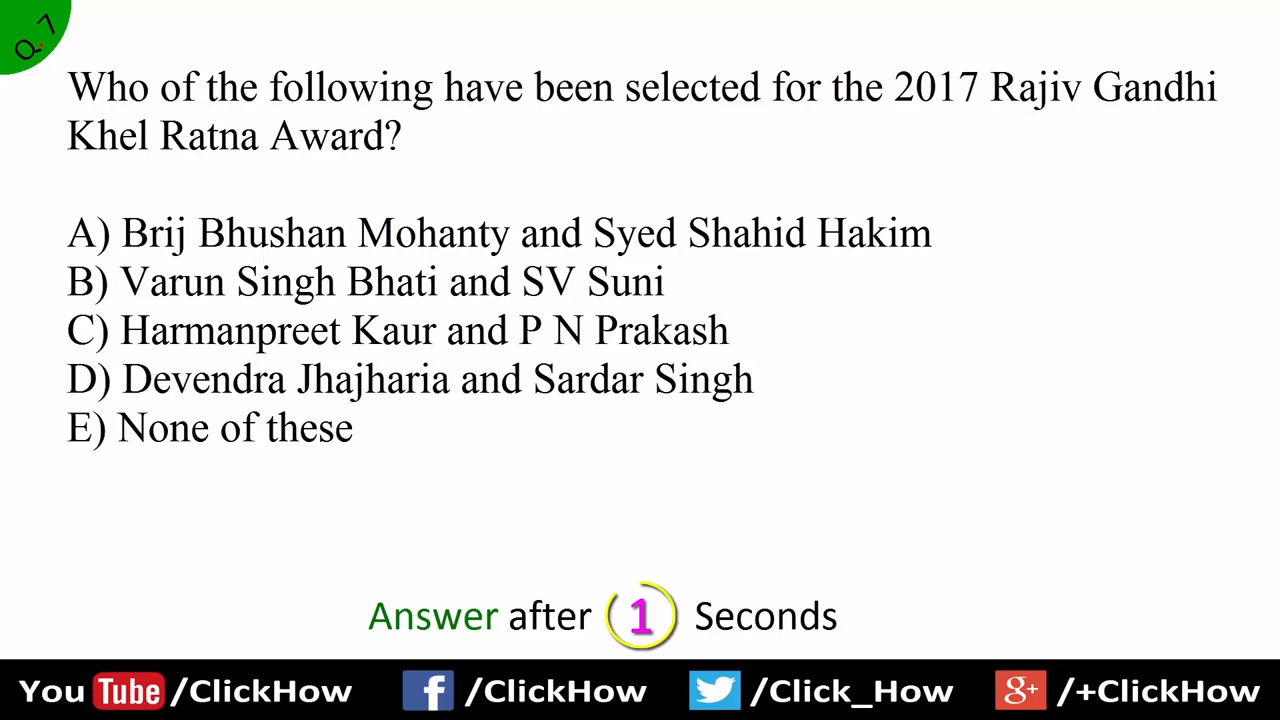 Q.7
Who of the following have been selected for the 2017 Rajiv Gandhi
Khel Ratna Award?
A) Brij Bhushan Mohanty and Syed Shahid Hakim
B) Varun Singh Bhati and SV Suni
C) Harmanpreet Kaur and P N Prakash
D) Devendra Jhajharia and Sardar Singh
E) None of these
Answer after 1 Seconds
You Tube /ClickHow f /ClickHow /Click_How g+ /+ClickHow